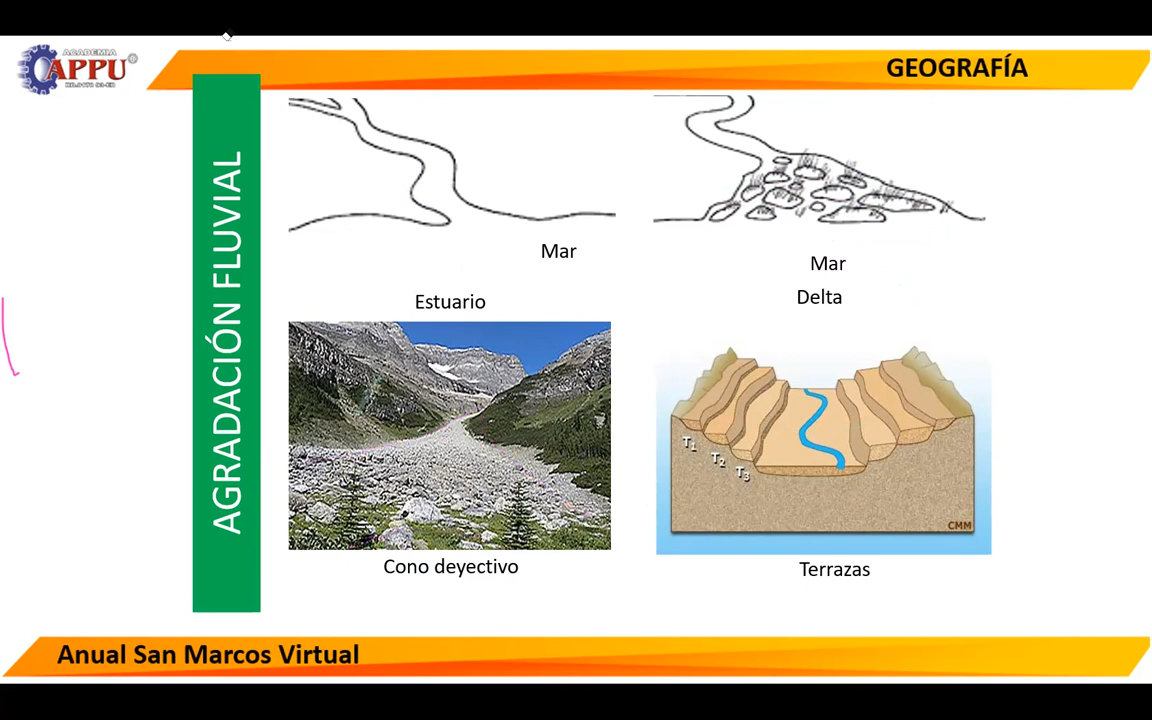 ACADEMIA
APPU
GEOGRAFÍA
AGRADACIÓN FLUVIAL
Mar
Estuario
Mar
Delta
T1
T2
T3
CMM
Cono deyectivo
Terrazas
Anual San Marcos Virtual